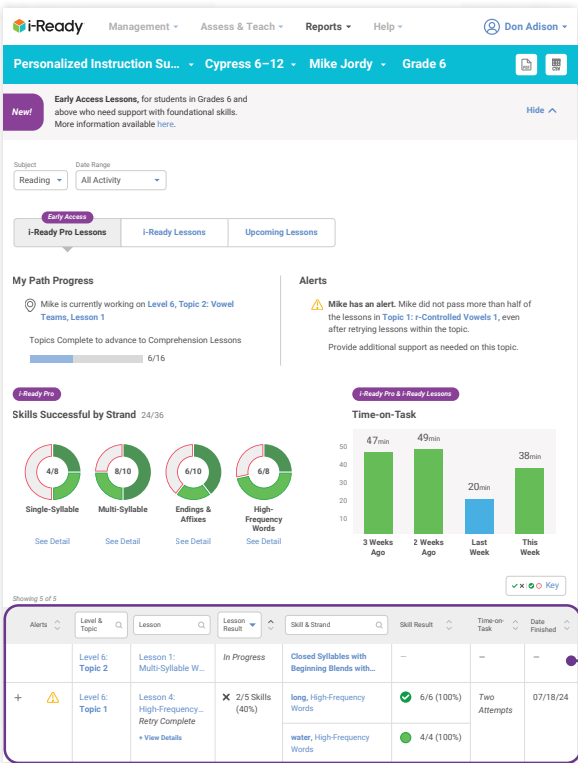 i-Ready Management Assess & Teach Reports Help Don Adison
Personalized Instruction Su... Cypress 6–12 Mike Jordy Grade 6
PDF CSV
New!
Early Access Lessons, for students in Grades 6 and
above who need support with foundational skills.
More information available here.
Hide
Subject Date Range
Reading All Activity
Early Access
i-Ready Pro Lessons i-Ready Lessons Upcoming Lessons
My Path Progress
Mike is currently working on Level 6, Topic 2: Vowel
Teams, Lesson 1
Topics Complete to advance to Comprehension Lessons
6/16
Alerts
Mike has an alert. Mike did not pass more than half of
the lessons in Topic 1: r-Controlled Vowels 1, even
after retrying lessons within the topic.
Provide additional support as needed on this topic.
i-Ready Pro
Skills Successful by Strand 24/36
4/8 8/10 6/10 6/8
Single-Syllable Multi-Syllable Endings & High-
Affixes Frequency
Words
See Detail See Detail See Detail See Detail
i-Ready Pro & i-Ready Lessons
Time-on-Task
50
40
30
20
10
47min 49min 20min 38min
3 Weeks 2 Weeks Last This
Ago Ago Week Week
Key
Showing 5 of 5
Alerts Level & Lesson Lesson Skill & Strand Skill Result Time-on- Date
Topic Result Task Finished
Level 6: Lesson 1: In Progress Closed Syllables with – – –
Topic 2 Multi-Syllable W... Beginning Blends with...
+ Level 6: Lesson 4: 2/5 Skills long, High-Frequency 6/6 (100%) Two 07/18/24
Topic 1 High-Frequency... (40%) Words Attempts
Retry Complete
+ View Details water, High-Frequency 4/4 (100%)
Words